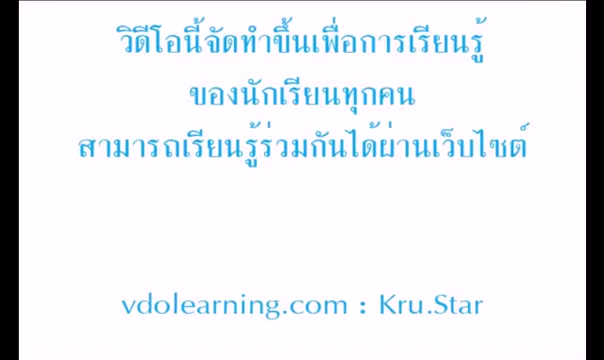 วิดีโอนี้จัดทำขึ้นเพื่อการเรียนรู้
ของนักเรียนทุกคน
สามารถเรียนรู้ร่วมกันได้ผ่านเว็บไซต์
vdolearning.com : Kru.Star